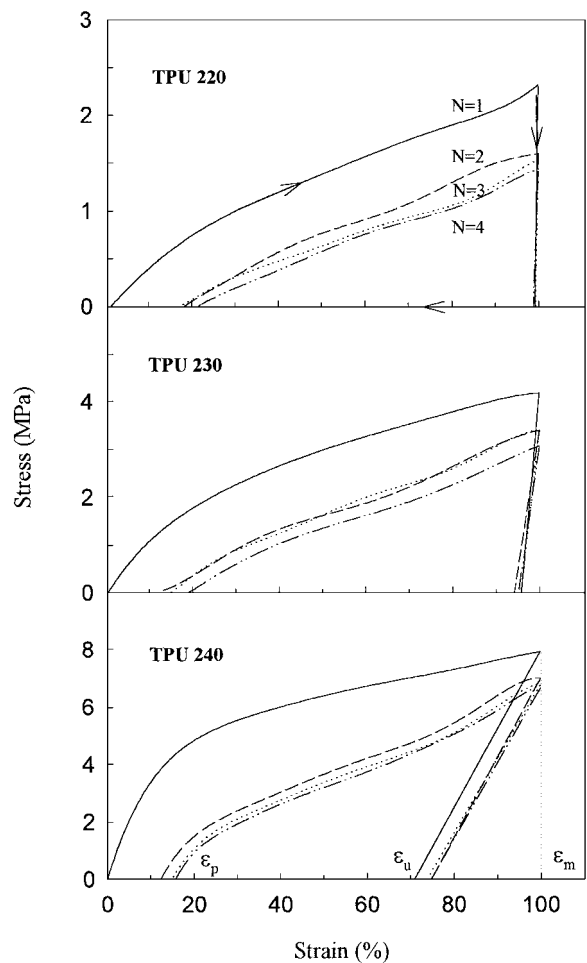 3
TPU 220
N=1
2
N=2
N=3
1
N=4
0
TPU 230
4
2
0
Stress (MPa)
8
TPU 240
6
4
2
εp
εu
εm
0
0 20 40 60 80 100
Strain (%)